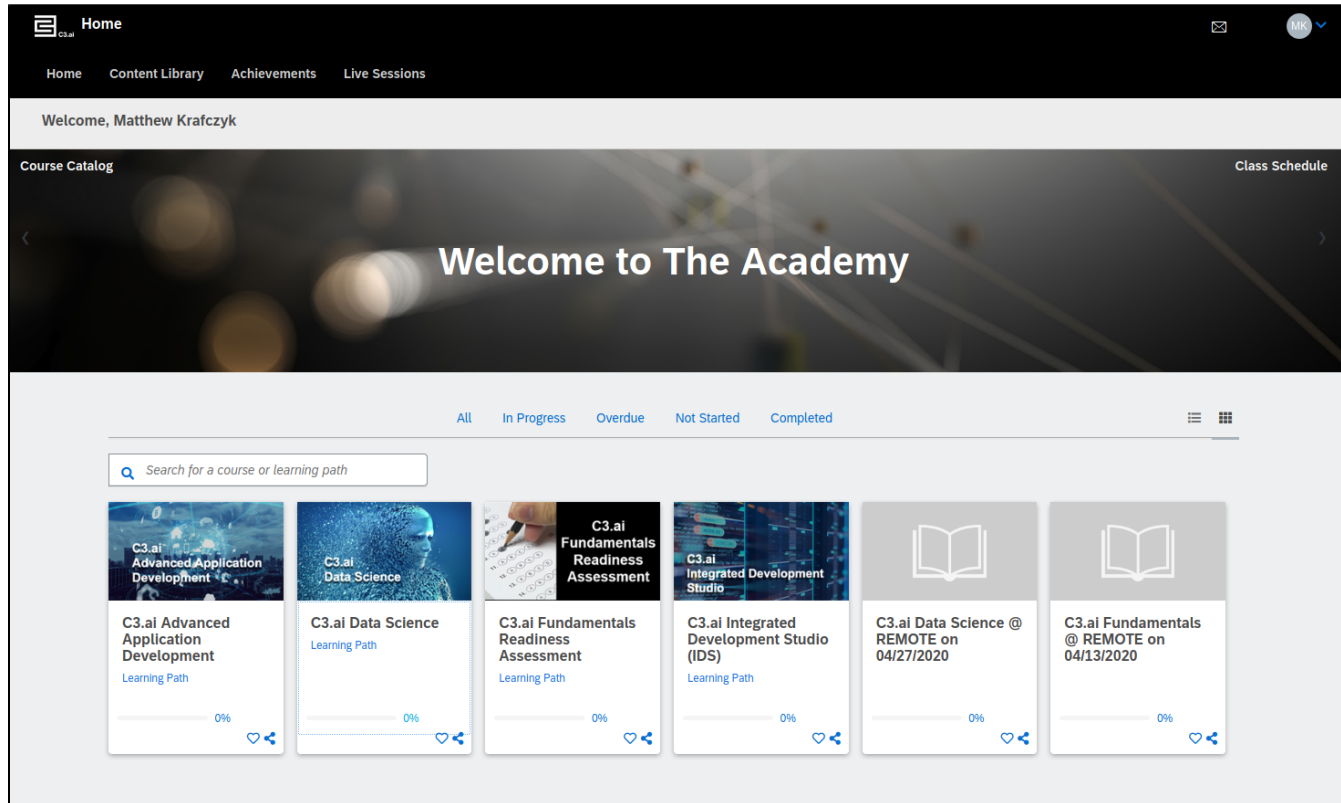 C3.ai
Home
MK
Home Content Library Achievements Live Sessions
Welcome, Matthew Krafczyk
Course Catalog
Class Schedule
Welcome to The Academy
All In Progress Overdue Not Started Completed
Search for a course or learning path
C3.ai
Advanced Application
Development
C3.ai Advanced
Application
Development
Learning Path
0%
C3.ai
Data Science
C3.ai Data Science
Learning Path
0%
C3.ai
Fundamentals
Readiness
Assessment
C3.ai Fundamentals
Readiness
Assessment
Learning Path
0%
C3.ai
Integrated Development
Studio
C3.ai Integrated
Development Studio
(IDS)
Learning Path
0%
C3.ai Data Science @
REMOTE on
04/27/2020
0%
C3.ai Fundamentals
@ REMOTE on
04/13/2020
0%